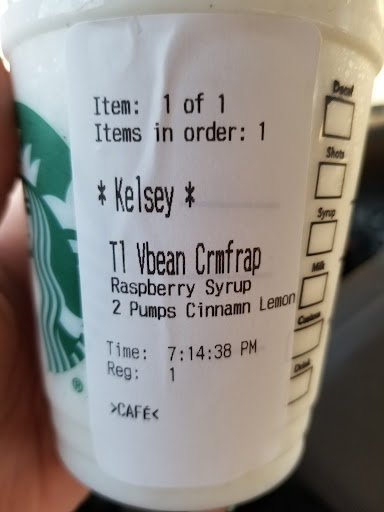 Item: 1 of 1
Items in order: 1
* Kelsey *
Tl Vbean Crmfrap
Raspberry Syrup
2 Pumps Cinnamn Lemon
Time: 7:14:38 PM
Reg: 1
>CAFÉ<
Decaf
Shots
Syrup
Milk
Custom
Drink
®